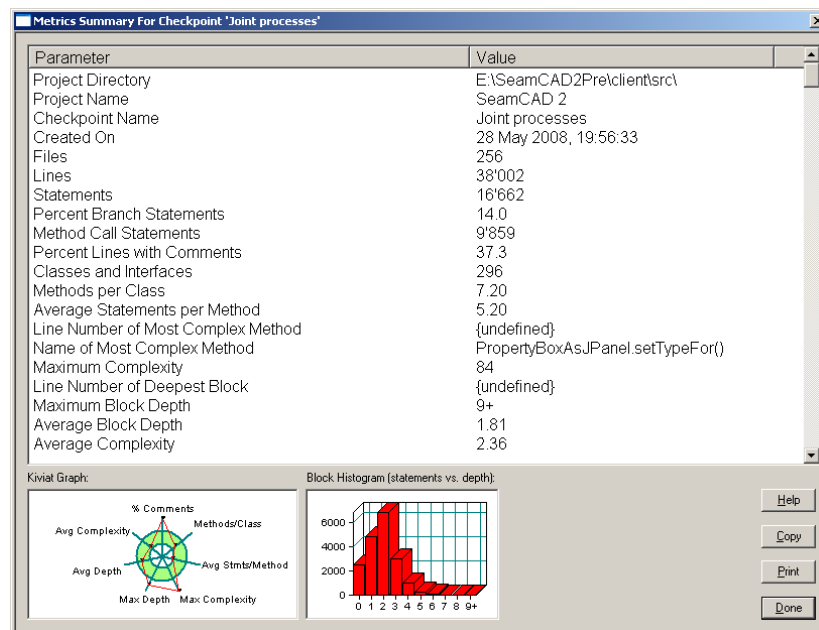 Metrics Summary For Checkpoint 'Joint processes'
Parameter Value
Project Directory E:\SeamCAD2Pre\client\src\
Project Name SeamCAD 2
Checkpoint Name Joint processes
Created On 28 May 2008, 19:56:33
Files 256
Lines 38'002
Statements 16'662
Percent Branch Statements 14.0
Method Call Statements 9'859
Percent Lines with Comments 37.3
Classes and Interfaces 296
Methods per Class 7.20
Average Statements per Method 5.20
Line Number of Most Complex Method {undefined}
Name of Most Complex Method PropertyBoxAsJPanel.setTypeFor()
Maximum Complexity 84
Line Number of Deepest Block {undefined}
Maximum Block Depth 9+
Average Block Depth 1.81
Average Complexity 2.36
Kiviat Graph:
% Comments
Methods/Class
Avg Complexity
Avg Stmts/Method
Avg Depth
Max Depth Max Complexity
Block Histogram (statements vs. depth):
6000
4000
2000
0
0 1 2 3 4 5 6 7 8 9+
Help
Copy
Print
Done